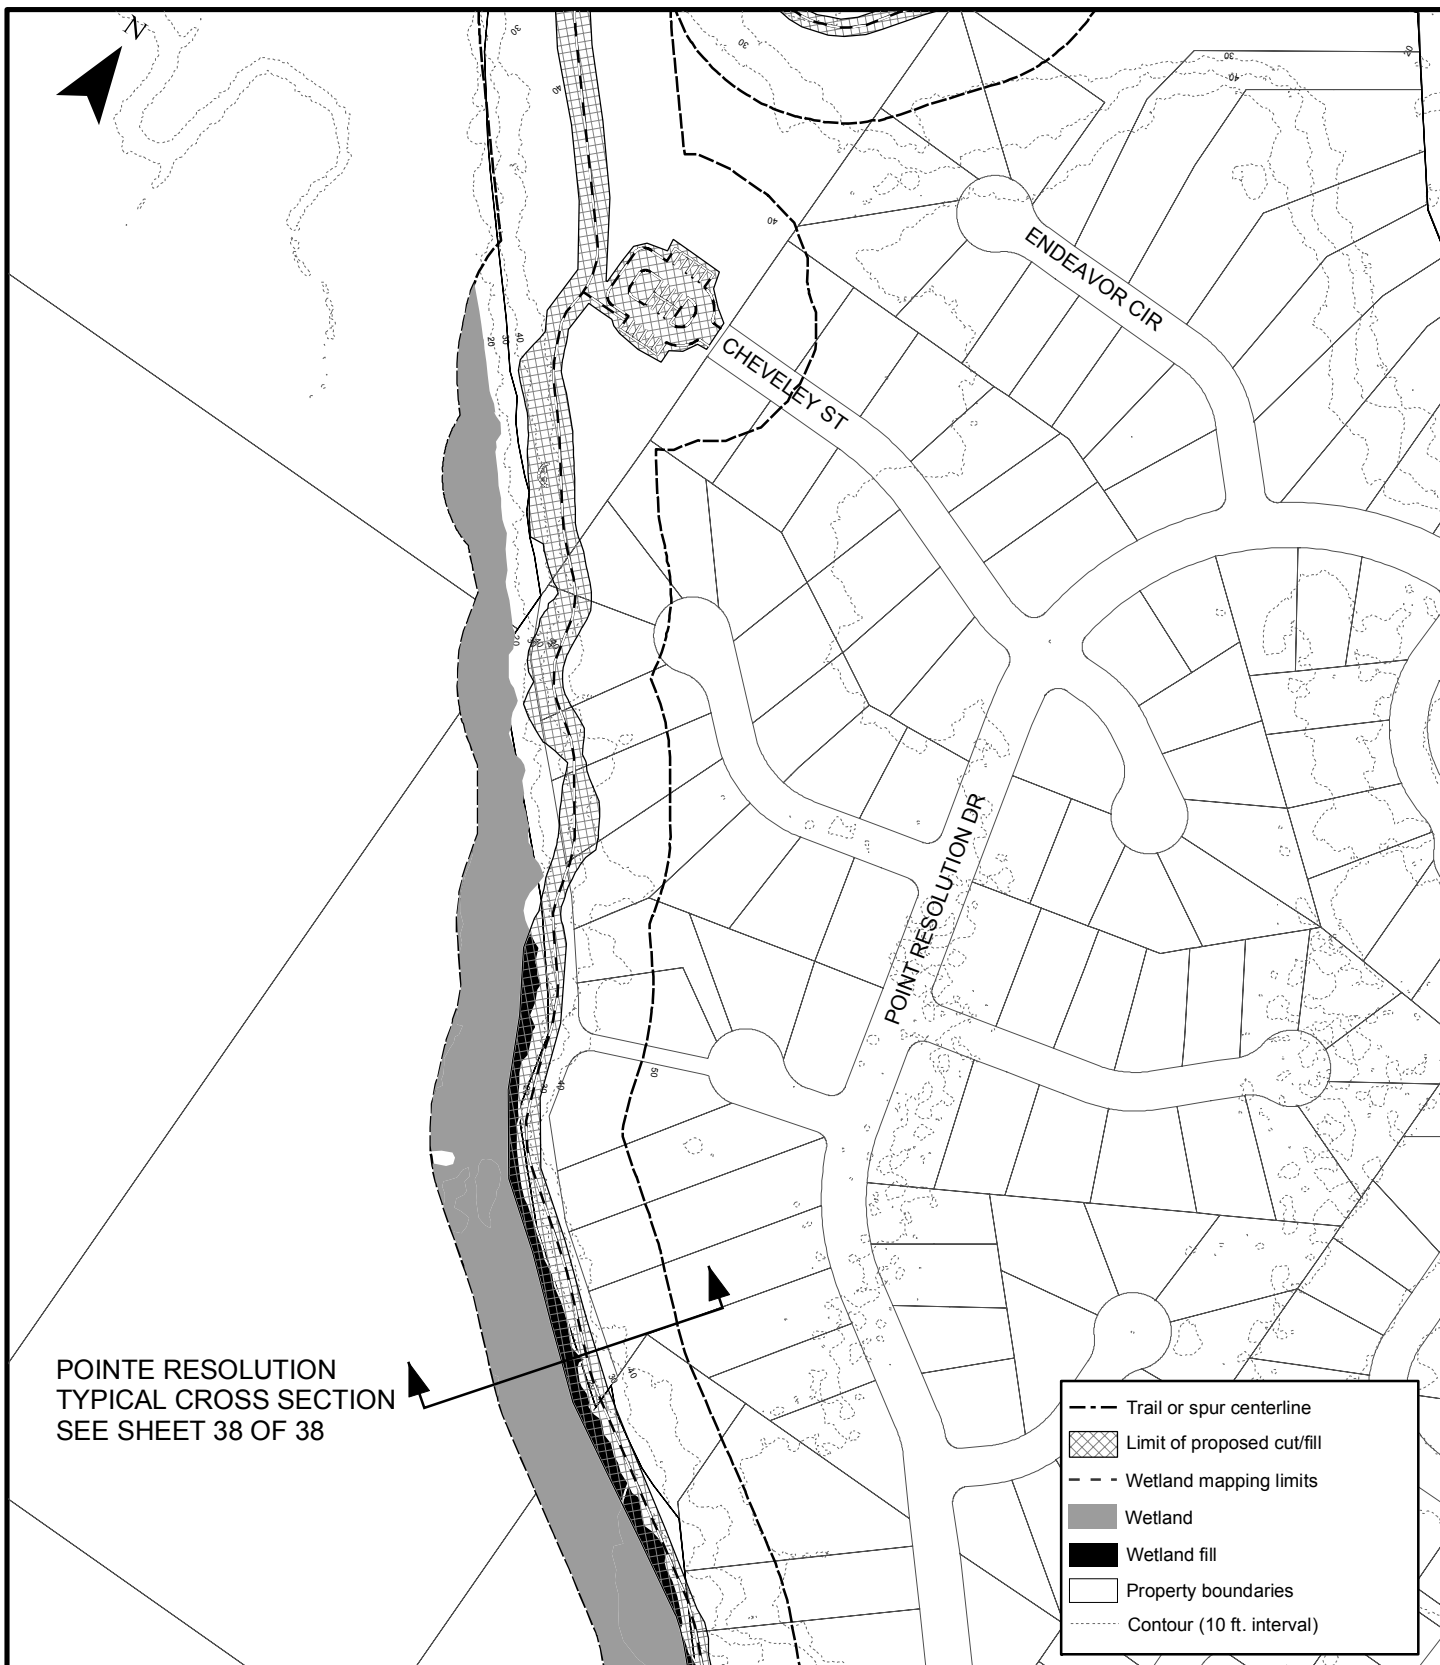 N
30
30
20
30
40
40
40
ENDEAVOR CIR
CHEVELEY ST
20
30
40
20
POINT RESOLUTION DR
50
30
40
40
POINTE RESOLUTION
TYPICAL CROSS SECTION
SEE SHEET 38 OF 38
Trail or spur centerline
Limit of proposed cut/fill
Wetland mapping limits
Wetland
Wetland fill
Property boundaries
Contour (10 ft. interval)